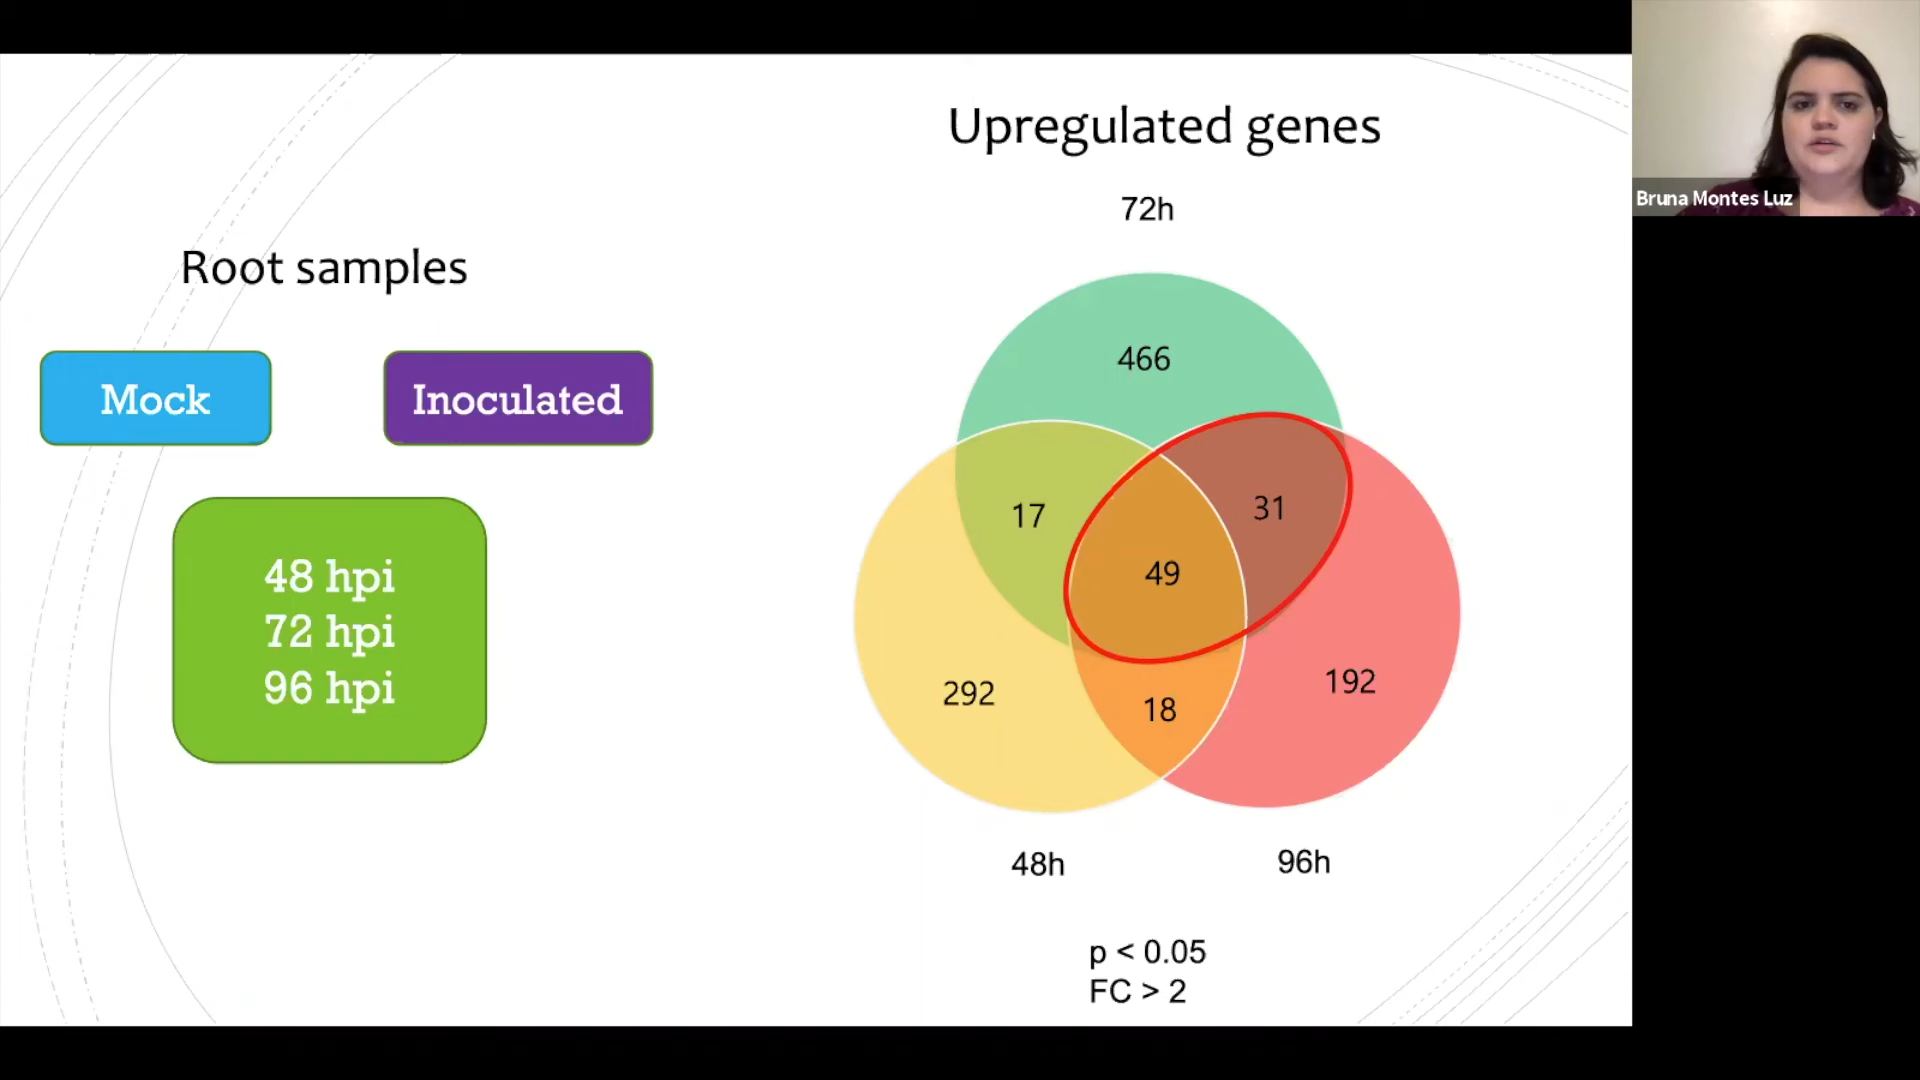 Upregulated genes
72h
Root samples
Mock
Inoculated
48 hpi
72 hpi
96 hpi
466
17
31
49
292
18
192
48h
96h
p < 0.05
FC > 2
Bruna Montes Luz